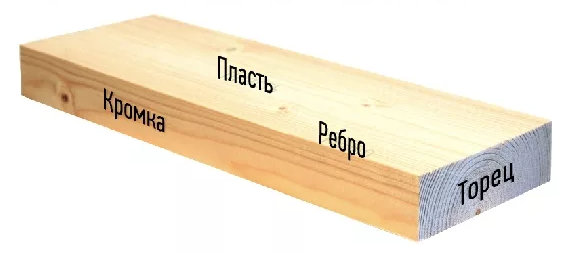 Пласть
Кромка
Ребро
Торец